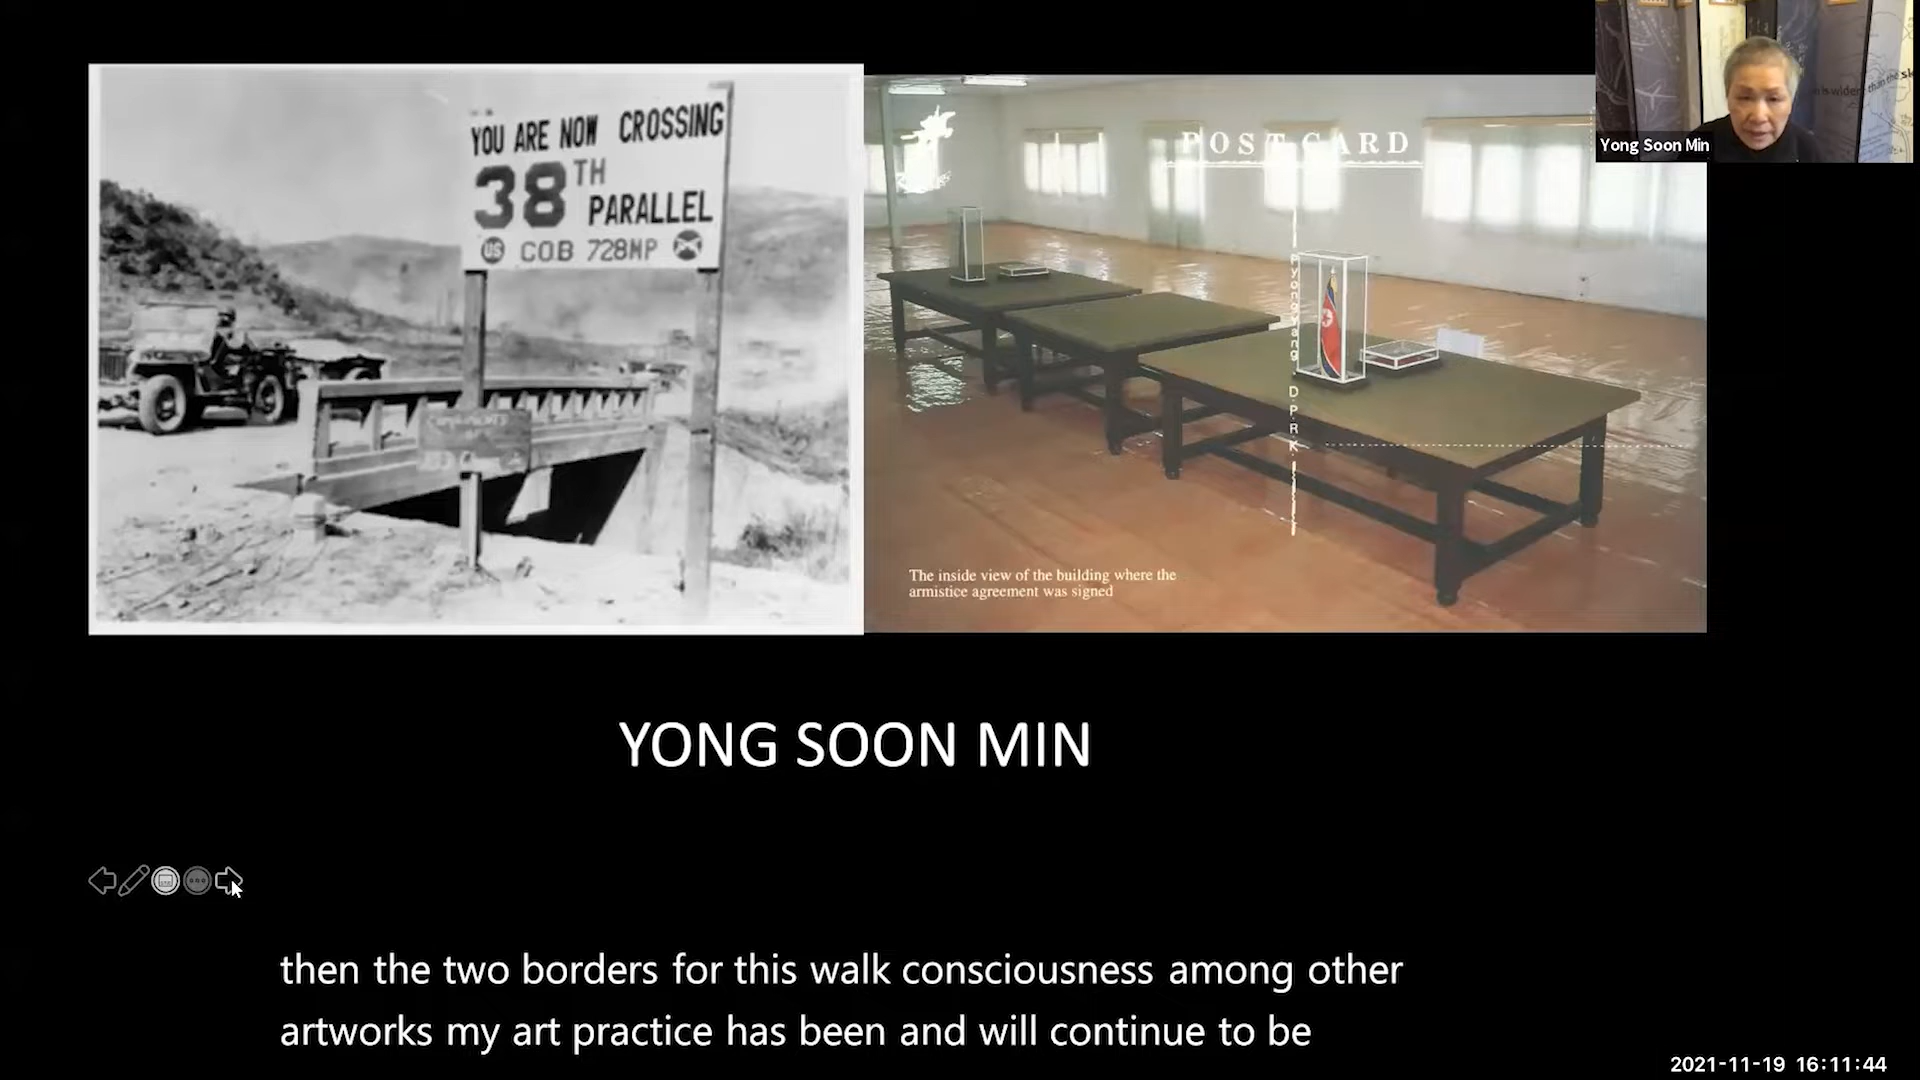 YOU ARE NOW CROSSING
38TH
PARALLEL
US COB 728MP
POST CARD
Pyongyang, D.P.R.K.
The inside view of the building where the
armistice agreement was signed
Yong Soon Min
YONG SOON MIN
then the two borders for this walk consciousness among other
artworks my art practice has been and will continue to be
2021-11-19 16:11:44